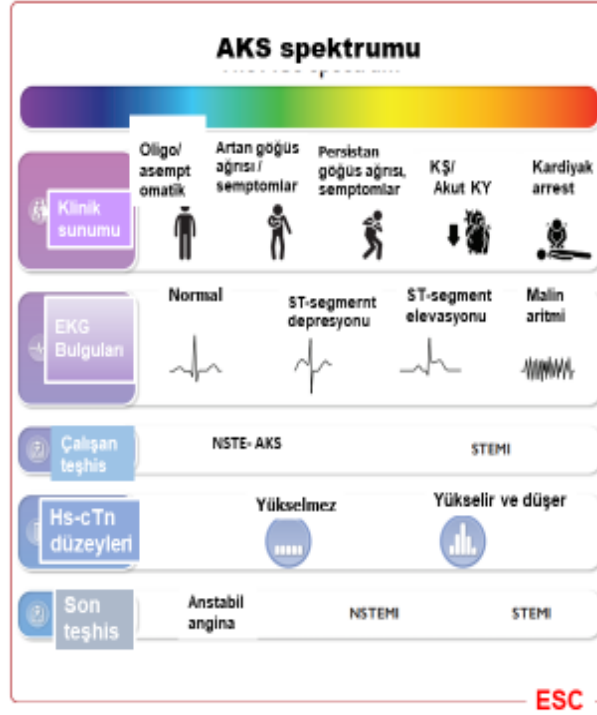 AKS spektrumu
Oligo/
asempt
omatik
Artan göğüs
ağrısı /
semptomlar
Persistan
göğüs ağrısı,
semptomlar
KŞ/
Akut KY
Kardiyak
arrest
Klinik
sunumu
Normal
ST-segmernt
depresyonu
ST-segment
elevasyonu
Malin
aritmi
EKG
Bulguları
Çalışan
teşhis
NSTE- AKS
STEMI
Hs-cTn
düzeyleri
Yükselmez
Yükselir ve düşer
Son
teşhis
Anstabil
angina
NSTEMI
STEMI
ESC